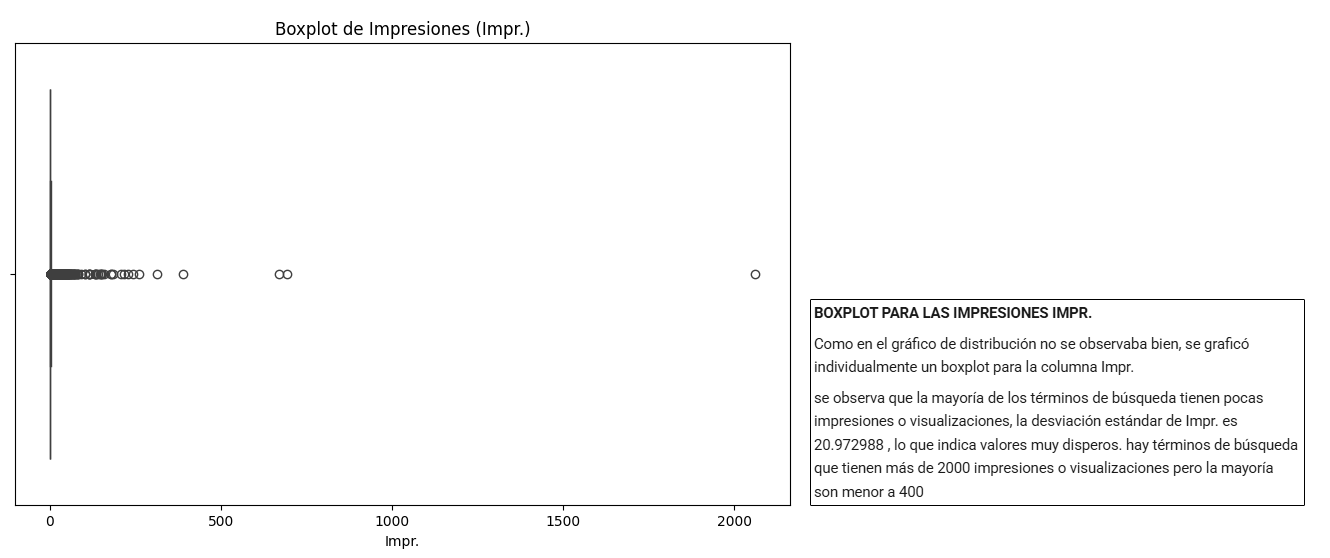 Boxplot de Impresiones (Impr.)
0
500
1000
1500
2000
Impr.
BOXPLOT PARA LAS IMPRESIONES IMPR.
Como en el gráfico de distribución no se observaba bien, se graficó
individualmente un boxplot para la columna Impr.
se observa que la mayoría de los términos de búsqueda tienen pocas
impresiones o visualizaciones, la desviación estándar de Impr. es
20.972988 , lo que indica valores muy disperos. hay términos de búsqueda
que tienen más de 2000 impresiones o visualizaciones pero la mayoría
son menor a 400